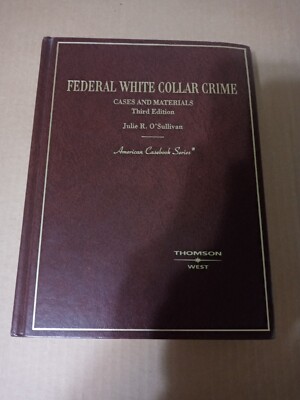 FEDERAL WHITE COLLAR CRIME
CASES AND MATERIALS
Third Edition
Julie R. O'Sullivan
American Casebook Series®
THOMSON
WEST